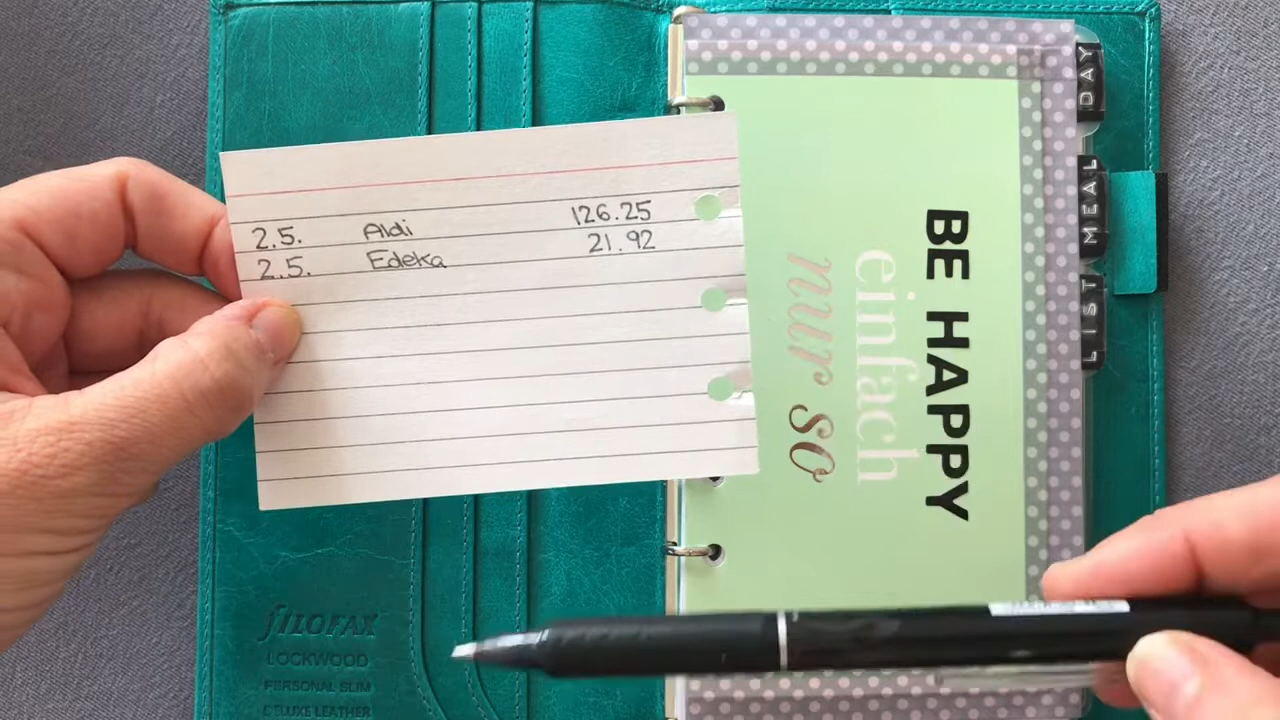 2.5. Aldi 126.25
2.5. Edeka 21.92
BE HAPPY
einfach
nur so
DAY
MEAL
LIST
fILOFAX
LOCKWOOD
PERSONAL SLIM
DELUXE LEATHER